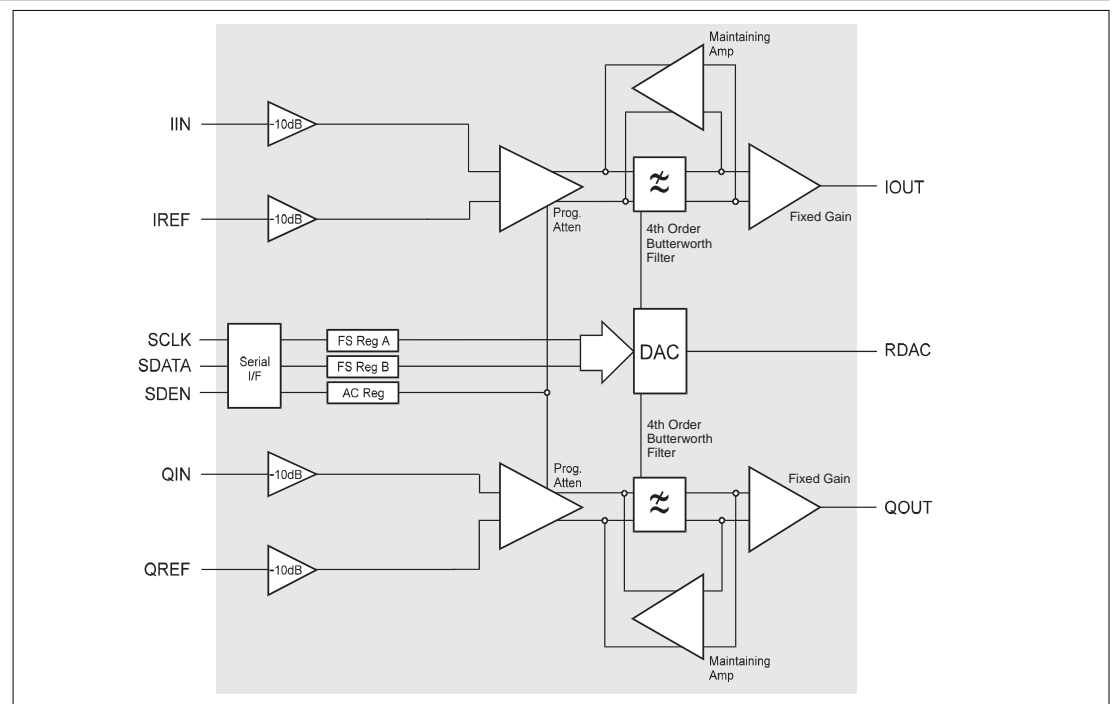 Maintaining
Amp
IIN
-10dB
IOUT
IREF
-10dB
Prog.
Atten
Fixed Gain
4th Order
Butterworth
Filter
SCLK
FS Reg A
SDATA
Serial
I/F
FS Reg B
DAC
RDAC
SDEN
AC Reg
4th Order
Butterworth
Filter
QIN
-10dB
Prog.
Atten
Fixed Gain
QOUT
QREF
-10dB
Maintaining
Amp